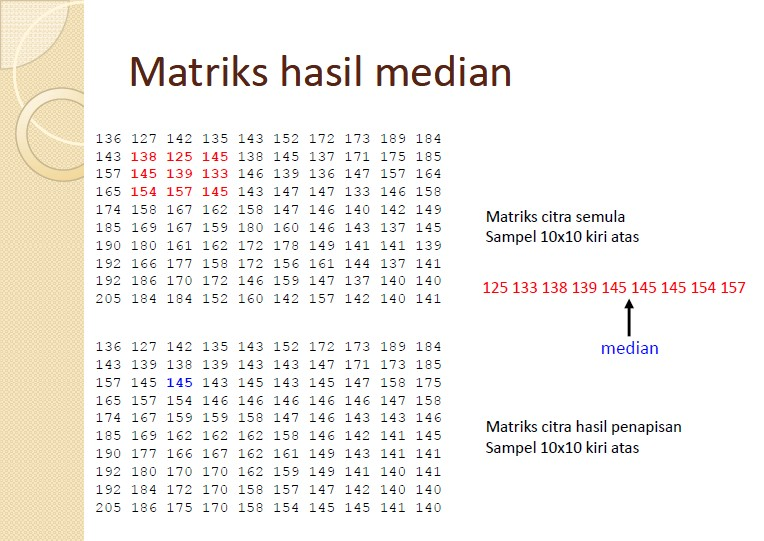 Matriks hasil median
136 127 142 135 143 152 172 173 189 184
143 138 125 145 138 145 137 171 175 185
157 145 139 133 146 139 136 147 157 164
165 154 157 145 143 147 147 133 146 158
174 158 167 162 158 147 146 140 142 149
185 169 167 159 180 160 146 143 137 145
190 180 161 162 172 178 149 141 141 139
192 166 177 158 172 156 161 144 137 141
192 186 170 172 146 159 147 137 140 140
205 184 184 152 160 142 157 142 140 141
Matriks citra semula
Sampel 10x10 kiri atas
125 133 138 139 145 145 145 154 157
median
136 127 142 135 143 152 172 173 189 184
143 139 138 139 143 143 147 171 173 185
157 145 145 143 145 143 145 147 158 175
165 157 154 146 146 146 146 146 147 158
174 167 159 159 158 147 146 143 143 146
185 169 162 162 162 158 146 142 141 145
190 177 166 167 162 161 149 143 141 141
192 180 170 170 162 159 149 141 140 141
192 184 172 170 158 157 147 142 140 140
205 186 175 170 158 154 145 145 141 140
Matriks citra hasil penapisan
Sampel 10x10 kiri atas